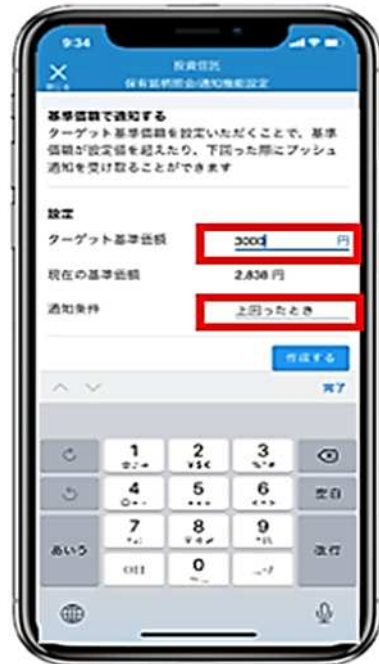 9:34
投資信託
保有銘柄照会/通知機能設定
閉じる
基準価額で通知する
ターゲット基準価額を設定いただくことで、基準
価額が設定値を超えたり、下回った際にプッシュ
通知を受け取ることができます
設定
ターゲット基準価額 3000 円
現在の基準価額 2,838 円
通知条件 上回ったとき
作成する
完了
1 2 3
4 5 6 空白
7 8 9
あいう 0 改行